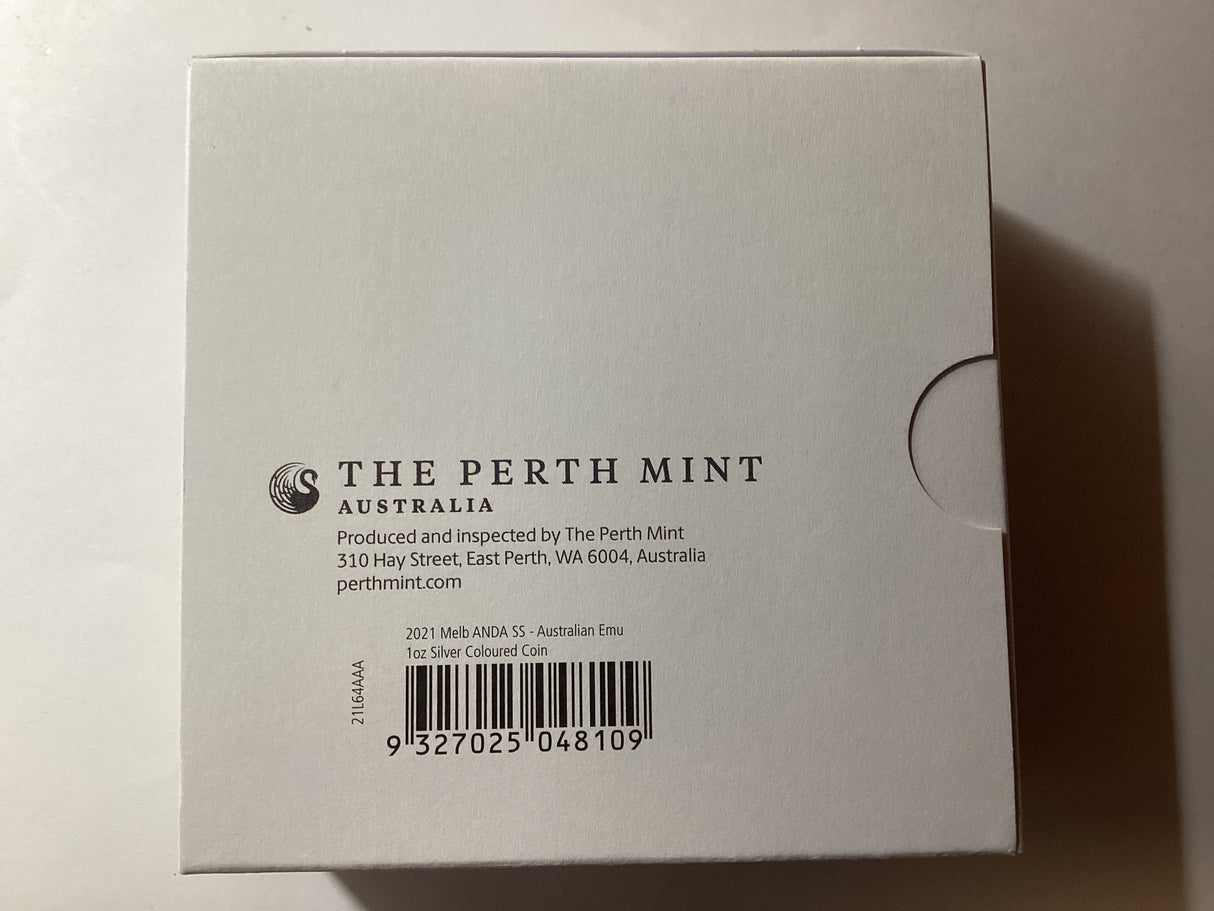 THE PERTH MINT
AUSTRALIA
Produced and inspected by The Perth Mint
310 Hay Street, East Perth, WA 6004, Australia
perthmint.com
2021 Melb ANDA SS - Australian Emu
1oz Silver Coloured Coin
21L64AAA
9 327025 048109